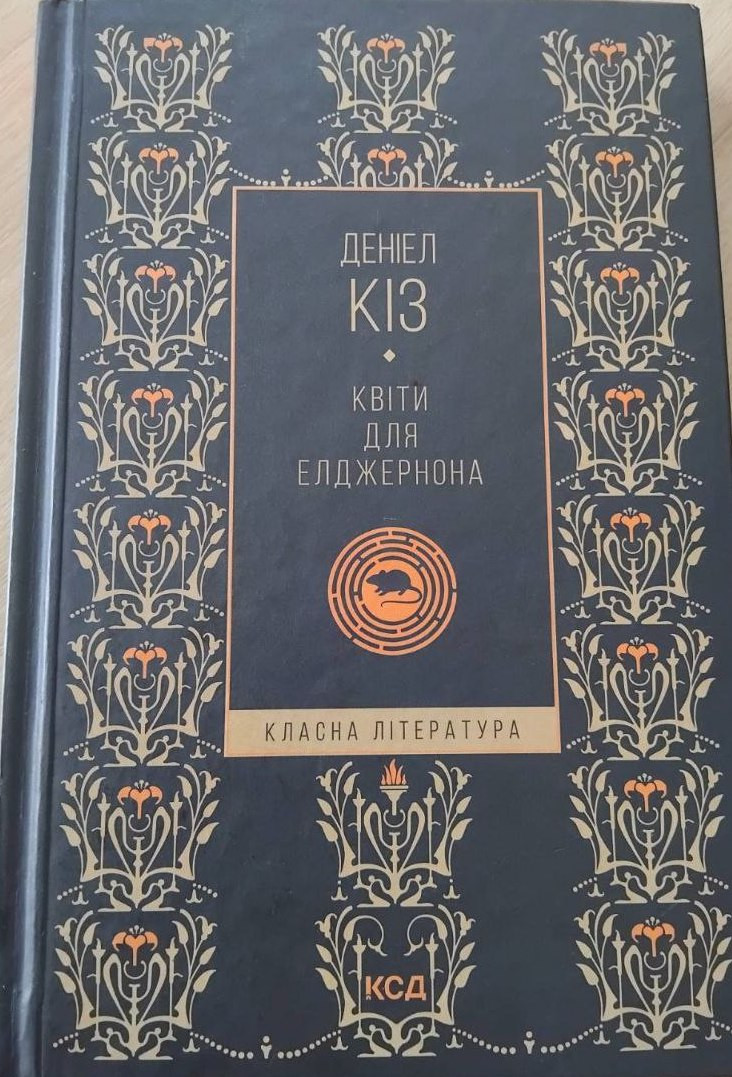 ДЕНІЕЛ
КІЗ
КВІТИ
ДЛЯ
ЕЛДЖЕРНОНА
КЛАСНА ЛІТЕРАТУРА
КСД